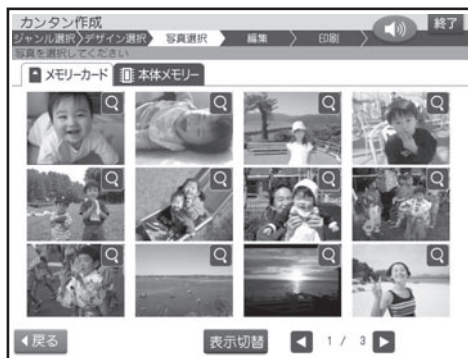 カンタン作成
終了
ジャンル選択 〉 デザイン選択 〉 写真選択 〉 編集 〉 印刷 〉
写真を選択してください
メモリーカード 本体メモリー
戻る 表示切替 1 / 3